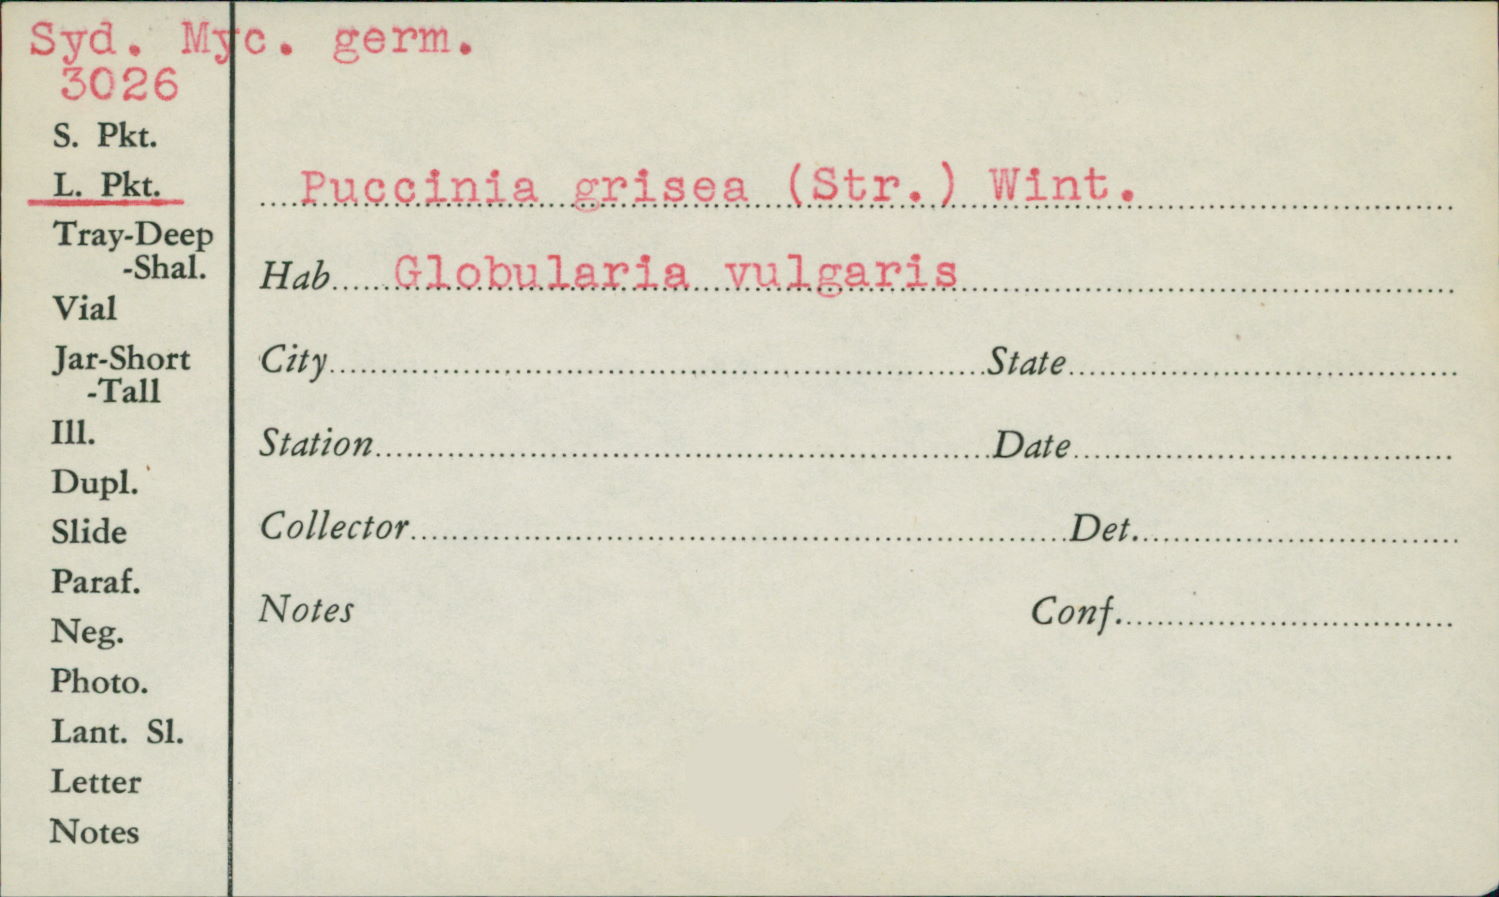 Syd. Myc. germ.
3026
S. Pkt.
L. Pkt.
Tray-Deep
-Shal.
Vial
Jar-Short
-Tall
Ill.
Dupl.
Slide
Paraf.
Neg.
Photo.
Lant. Sl.
Letter
Notes
Puccinia grisea (Str.) Wint.
Hab. Globularia vulgaris
City State
Station Date
Collector Det.
Notes Conf.